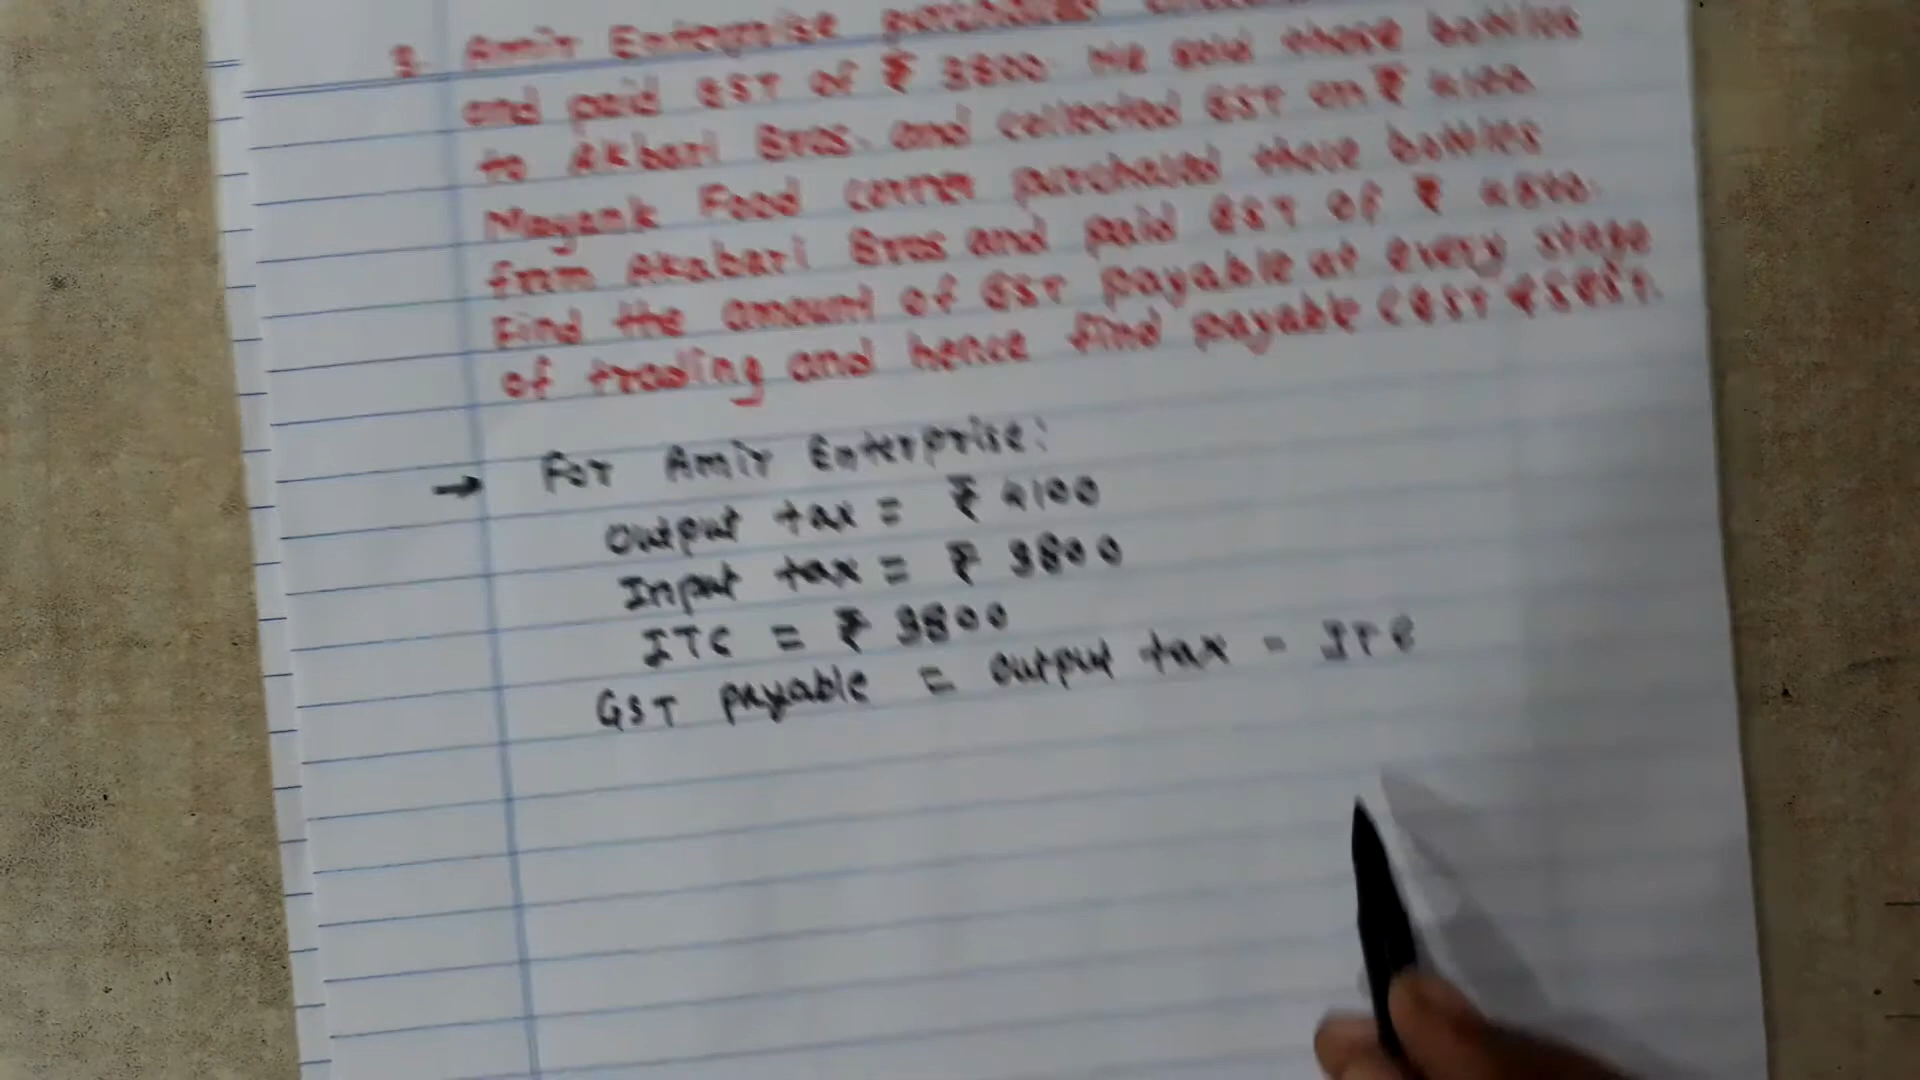 3. Amir Enterprise purchased
and paid GST of ₹ 3800. He sold these bottles
to Akbari Bros. and collected GST on ₹ 4100.
Mayank Food corner purchased these bottles
from Akabari Bros and paid GST of ₹
Find the amount of GST payable at every stage
of trading and hence find payable CGST & SGST.
→ For Amir Enterprise:
Output tax = ₹ 4100
Input tax = ₹ 3800
ITC = ₹ 3800
GST payable = Output tax - ITC